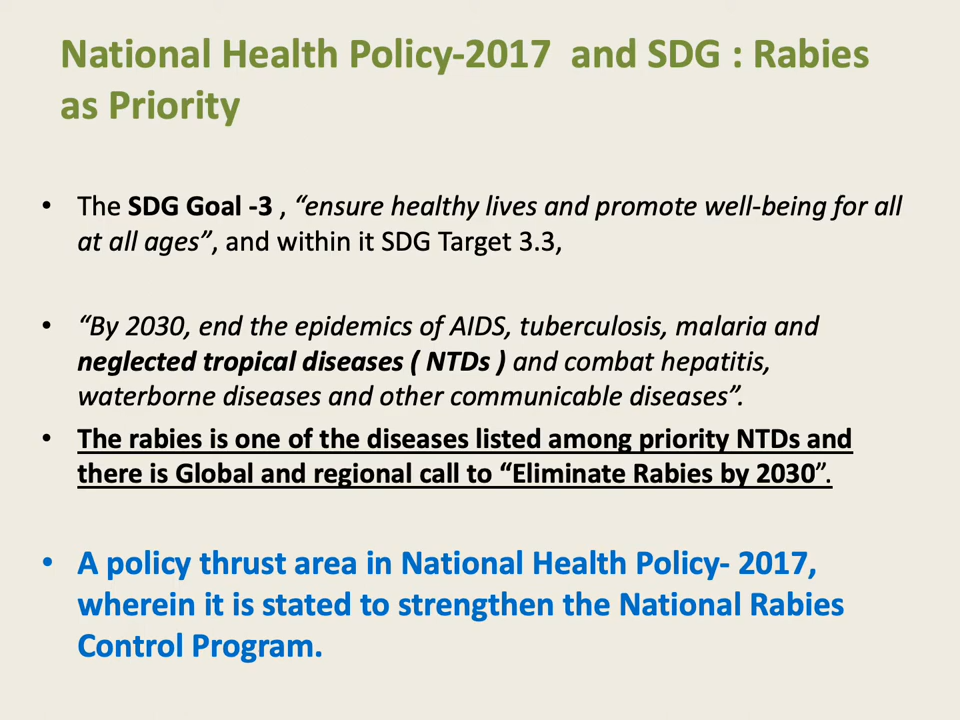 National Health Policy-2017  and SDG : Rabies
as Priority
• The SDG Goal -3 , “ensure healthy lives and promote well-being for all
at all ages”, and within it SDG Target 3.3,
• “By 2030, end the epidemics of AIDS, tuberculosis, malaria and
neglected tropical diseases ( NTDs ) and combat hepatitis,
waterborne diseases and other communicable diseases”.
• The rabies is one of the diseases listed among priority NTDs and
there is Global and regional call to “Eliminate Rabies by 2030”.
• A policy thrust area in National Health Policy- 2017,
wherein it is stated to strengthen the National Rabies
Control Program.